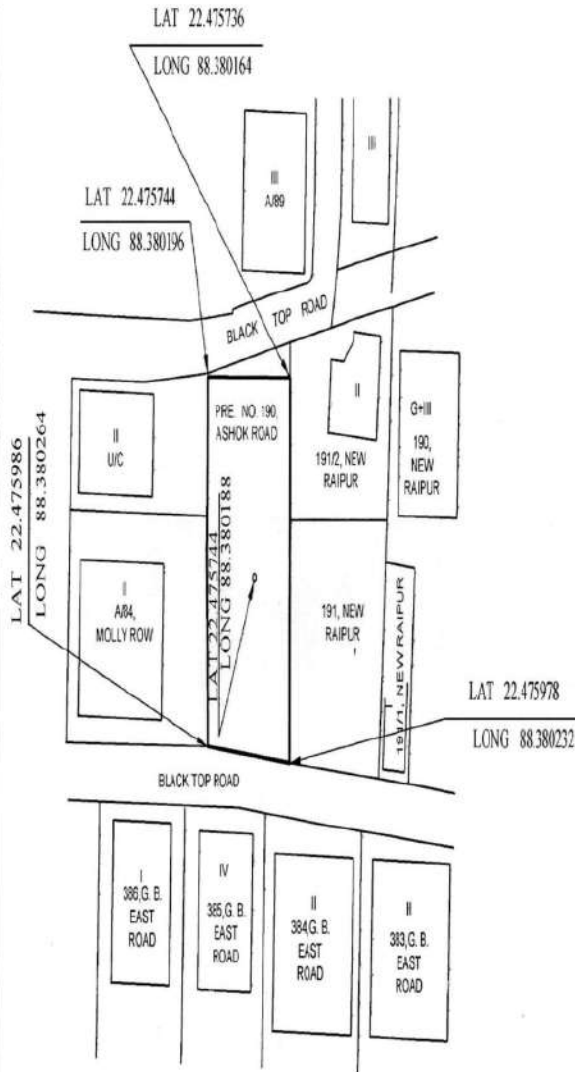 LAT 22.475736
LONG 88.380164
III
III
A/89
LAT 22.475744
LONG 88.380196
BLACK TOP ROAD
II
U/C
PRE. NO. 190,
ASHOK ROAD
II
191/2, NEW
RAIPUR
G+III
190,
NEW
RAIPUR
LAT 22.475986
LONG 88.380264
II
A/84,
MOLLY ROW
LAT 22.475744
LONG 88.380188
191, NEW
RAIPUR
I
191/1, NEW RAIPUR
LAT 22.475978
LONG 88.380232
BLACK TOP ROAD
I
386,G. B.
EAST
ROAD
IV
385,G. B.
EAST
ROAD
II
384,G. B.
EAST
ROAD
II
383,G. B.
EAST
ROAD